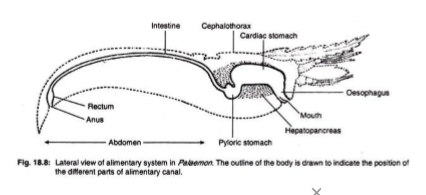 Intestine
Cephalothorax
Cardiac stomach
Oesophagus
Rectum
Mouth
Anus
Hepatopancreas
Abdomen
Pyloric stomach
Fig. 18.8: Lateral view of alimentary system in Palaemon. The outline of the body is drawn to indicate the position of
the different parts of alimentary canal.